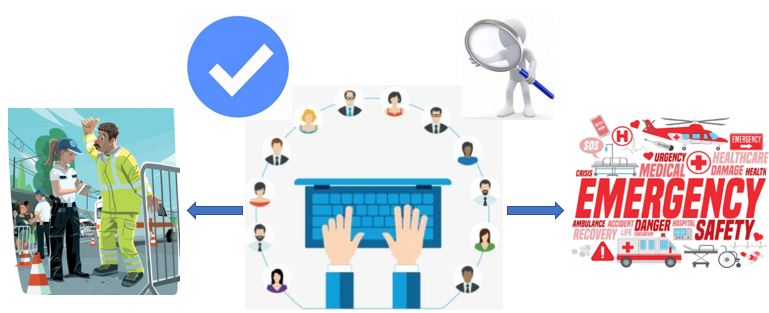 EMERGENCY
H
SOS
URGENCY
HEALTHCARE
MEDICAL
DAMAGE
HEALTH
CRISIS
EMERGENCY
AMBULANCE ACCIDENT DANGER HOSPITAL SAFETY
RECOVERY LIFE